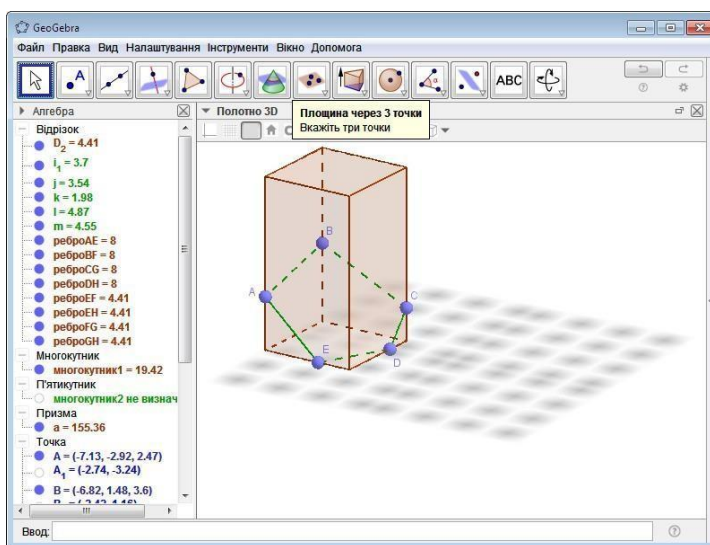 GeoGebra
Файл Правка Вид Налаштування Інструменти Вікно Допомога
A
ABC
Алгебра
Полотно 3D
Площина через 3 точки
Вкажіть три точки
Відрізок
D2 = 4.41
i1 = 3.7
j = 3.54
k = 1.98
l = 4.87
m = 4.55
реброAE = 8
реброBF = 8
реброCG = 8
реброDH = 8
реброEF = 4.41
реброEH = 4.41
реброFG = 4.41
реброGH = 4.41
Многокутник
многокутник1 = 19.42
П'ятикутник
многокутник2 не визнач
Призма
a = 155.36
Точка
A = (-7.13, -2.92, 2.47)
A1 = (-2.74, -3.24)
B = (-6.82, 1.48, 3.6)
B
A
C
E
D
Ввод: